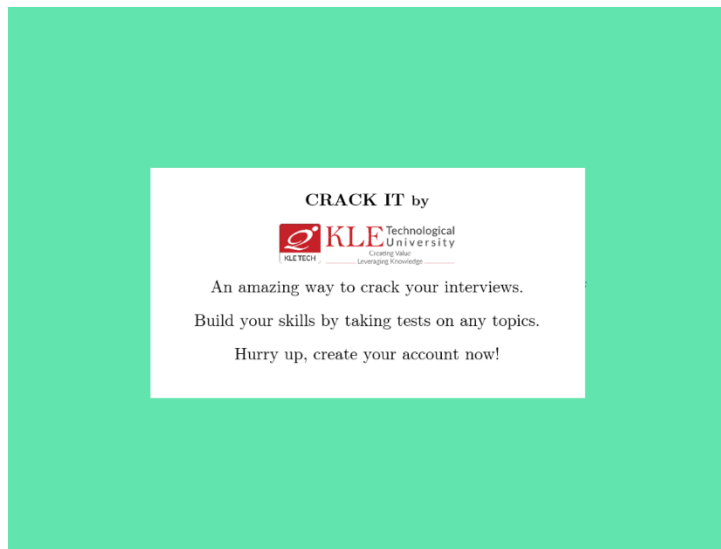 CRACK IT by
KLE Technological
University
KLE TECH
Creating Value
Leveraging Knowledge
An amazing way to crack your interviews.
Build your skills by taking tests on any topics.
Hurry up, create your account now!